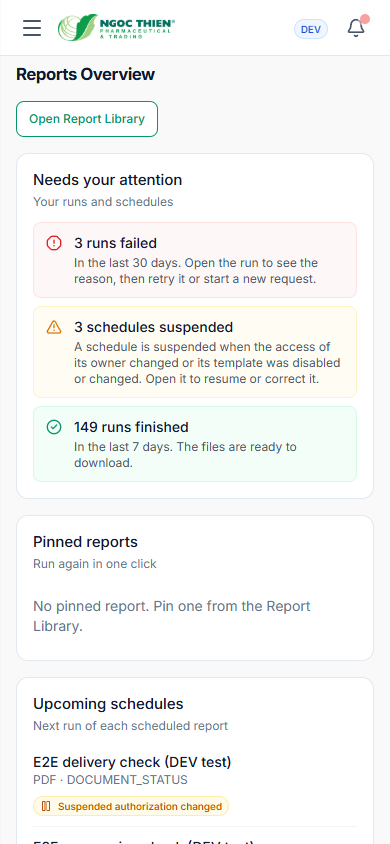 NGOC THIEN®
PHARMACEUTICAL
& TRADING
DEV
Reports Overview
Open Report Library
Needs your attention
Your runs and schedules
3 runs failed
In the last 30 days. Open the run to see the
reason, then retry it or start a new request.
3 schedules suspended
A schedule is suspended when the access of
its owner changed or its template was disabled
or changed. Open it to resume or correct it.
149 runs finished
In the last 7 days. The files are ready to
download.
Pinned reports
Run again in one click
No pinned report. Pin one from the Report
Library.
Upcoming schedules
Next run of each scheduled report
E2E delivery check (DEV test)
PDF · DOCUMENT_STATUS
Suspended authorization changed